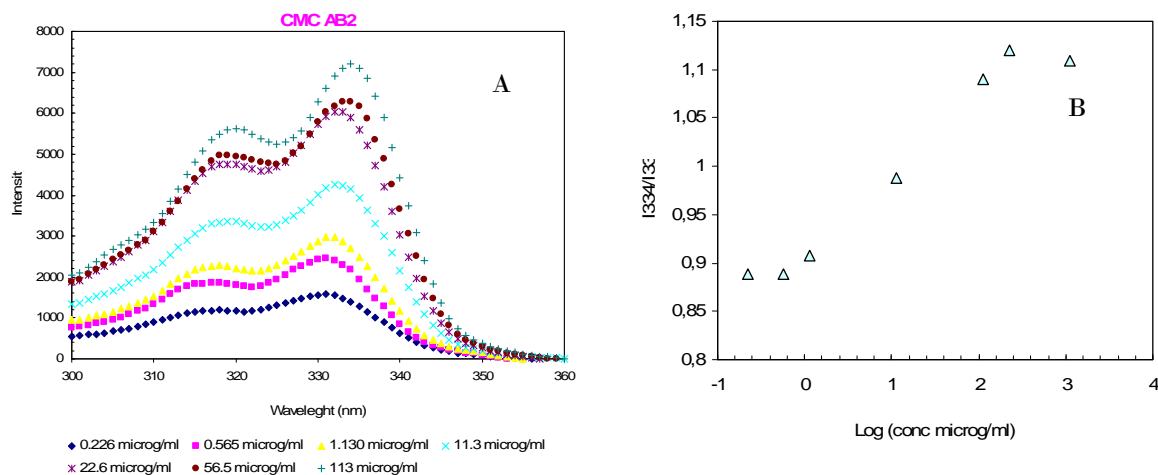 CMC AB2
8000
7000
6000
5000
4000
3000
2000
1000
0
Intensit
A
300 310 320 330 340 350 360
Waveleght (nm)
0.226 microg/ml 0.565 microg/ml 1.130 microg/ml 11.3 microg/ml
22.6 microg/ml 56.5 microg/ml 113 microg/ml
1,15
1,1
1,05
1
0,95
0,9
0,85
0,8
B
-1 0 1 2 3 4
Log (conc microg/ml)